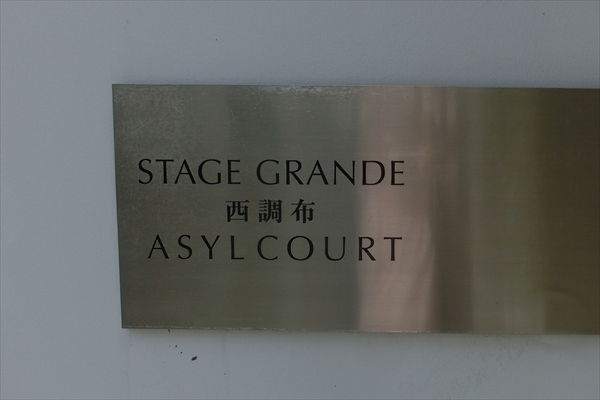 STAGE GRANDE
西調布
ASYL COURT